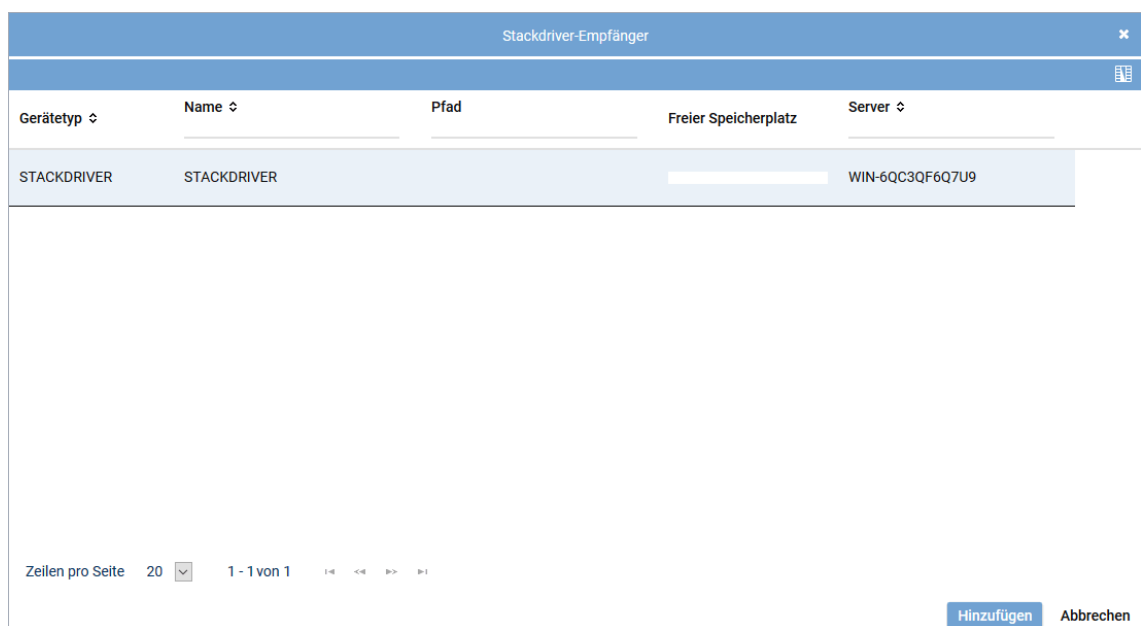 Stackdriver-Empfänger
Gerätetyp Name Pfad Freier Speicherplatz Server
STACKDRIVER STACKDRIVER WIN-6QC3QF6Q7U9
Zeilen pro Seite 20 1 - 1 von 1
Hinzufügen Abbrechen